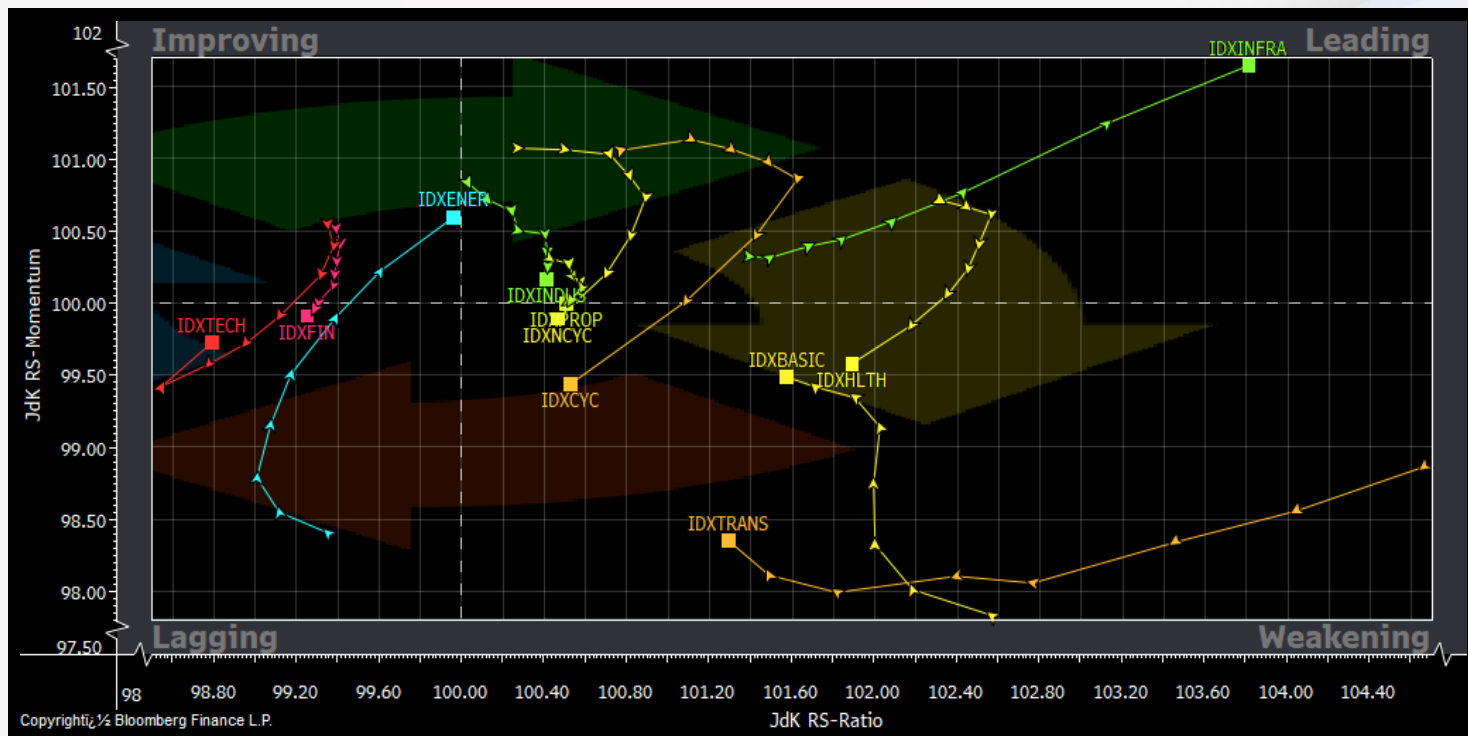 Improving
Leading
IDXINFRA
IDXENER
IDXINDUS
IDXPROP
IDXNCYC
IDXTECH
IDXFIN
IDXBASIC
IDXHLTH
IDXCYC
IDXTRANS
Lagging
Weakening
JdK RS-Momentum
102
101.50
101.00
100.50
100.00
99.50
99.00
98.50
98.00
97.50
98 98.80 99.20 99.60 100.00 100.40 100.80 101.20 101.60 102.00 102.40 102.80 103.20 103.60 104.00 104.40
JdK RS-Ratio
Copyrightï¿½ Bloomberg Finance L.P.